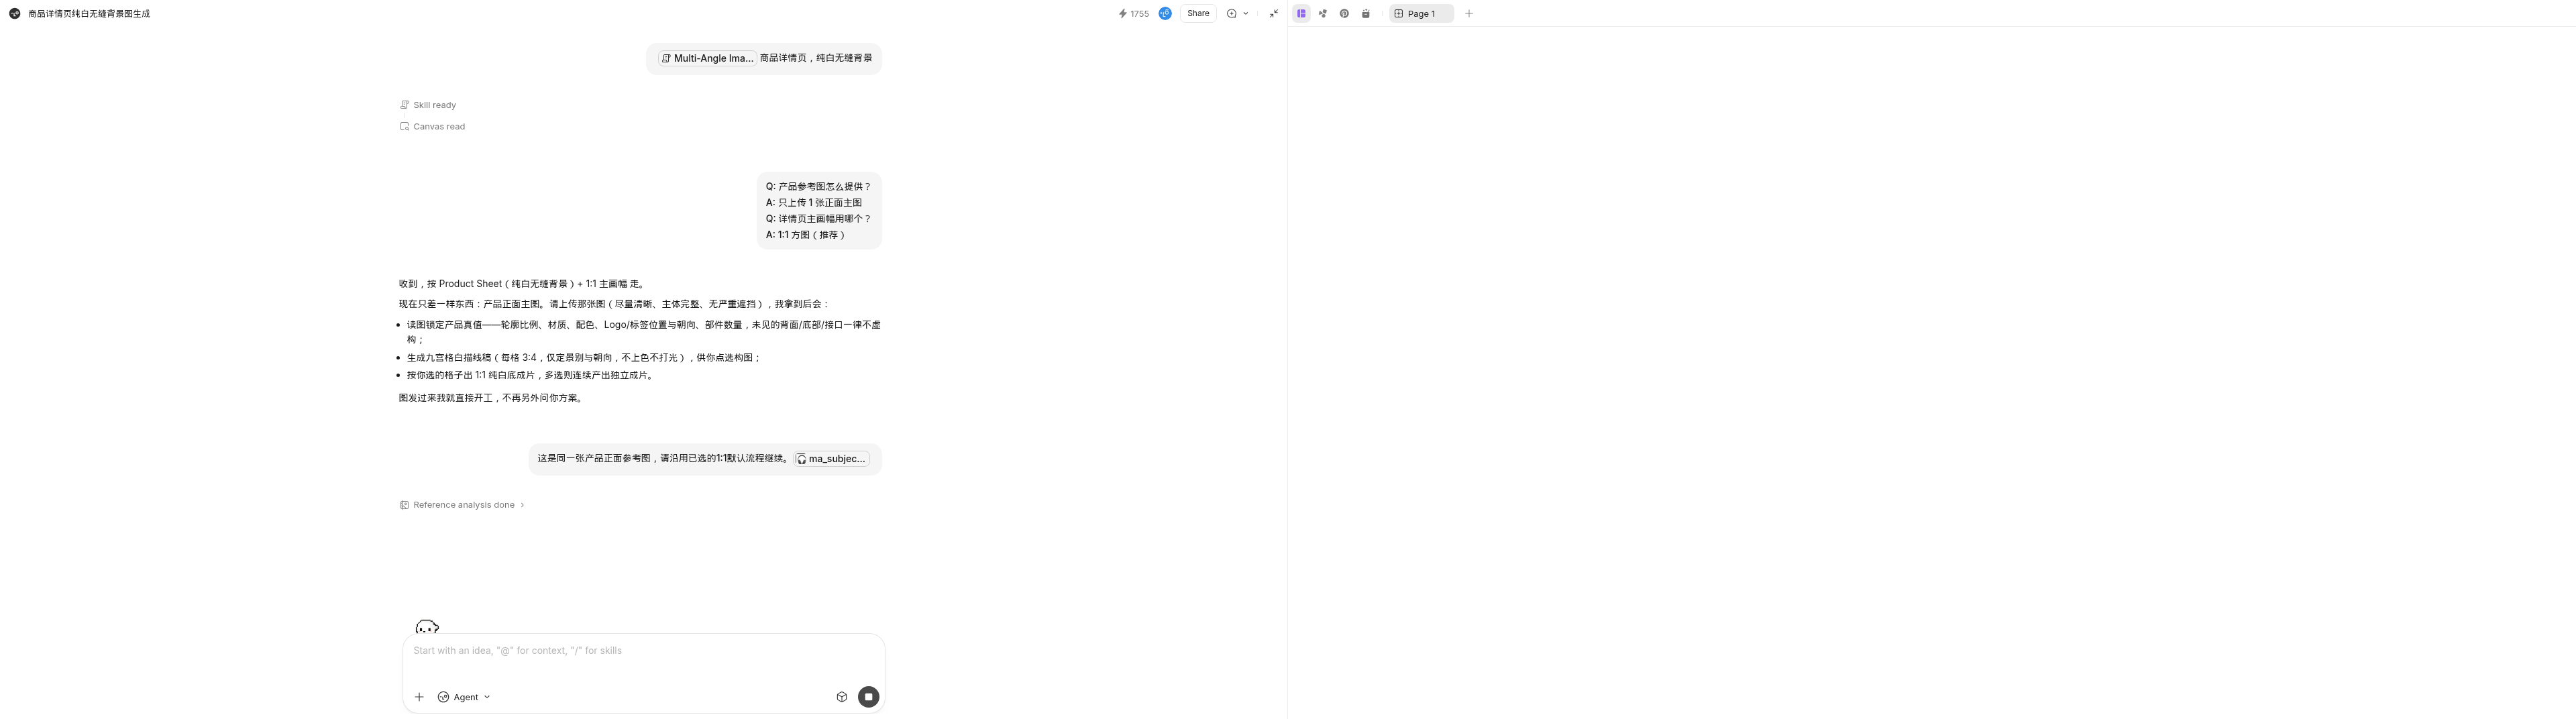 商品详情页纯白无缝背景图生成
1755
Share
Page 1
Multi-Angle Ima... 商品详情页，纯白无缝背景
Skill ready
Canvas read
Q: 产品参考图怎么提供？
A: 只上传 1 张正面主图
Q: 详情页主画幅用哪个？
A: 1:1 方图（推荐）
收到，按 Product Sheet（纯白无缝背景）+ 1:1 主画幅 走。
现在只差一样东西：产品正面主图。请上传那张图（尽量清晰、主体完整、无严重遮挡），我拿到后会：
• 读图锁定产品真值——轮廓比例、材质、配色、Logo/标签位置与朝向、部件数量，未见的背面/底部/接口一律不虚
构；
• 生成九宫格白描线稿（每格 3:4，仅定景别与朝向，不上色不打光），供你点选构图；
• 按你选的格子出 1:1 纯白底成片，多选则连续产出独立成片。
图发过来我就直接开工，不再另外问你方案。
这是同一张产品正面参考图，请沿用已选的1:1默认流程继续。 ma_subjec...
Reference analysis done
Start with an idea, "@" for context, "/" for skills
Agent